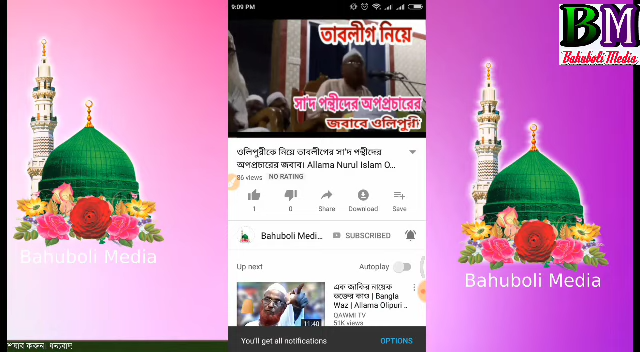 9:09 PM
BM
Bahuboli Media
তাবলীগ নিয়ে
সা'দ পন্থীদের অপপ্রচারের
জবাবে ওলিপুরী
ওলিপুরীকে নিয়ে তাবলীগের সা'দ পন্থীদের
অপপ্রচারের জবাব। Allama Nurul Islam O...
86 views NO RATING
1 0 Share Download Save
Bahuboli Medi... SUBSCRIBED
Bahuboli Media
Bahuboli Media
Up next Autoplay
এক জাকির নায়েক
ভক্তের কাণ্ড | Bangla
Waz | Allama Olipuri ...
QAWMI TV
51K views
11:40
You'll get all notifications OPTIONS
শেয়ার করুন। ধন্যবাদ